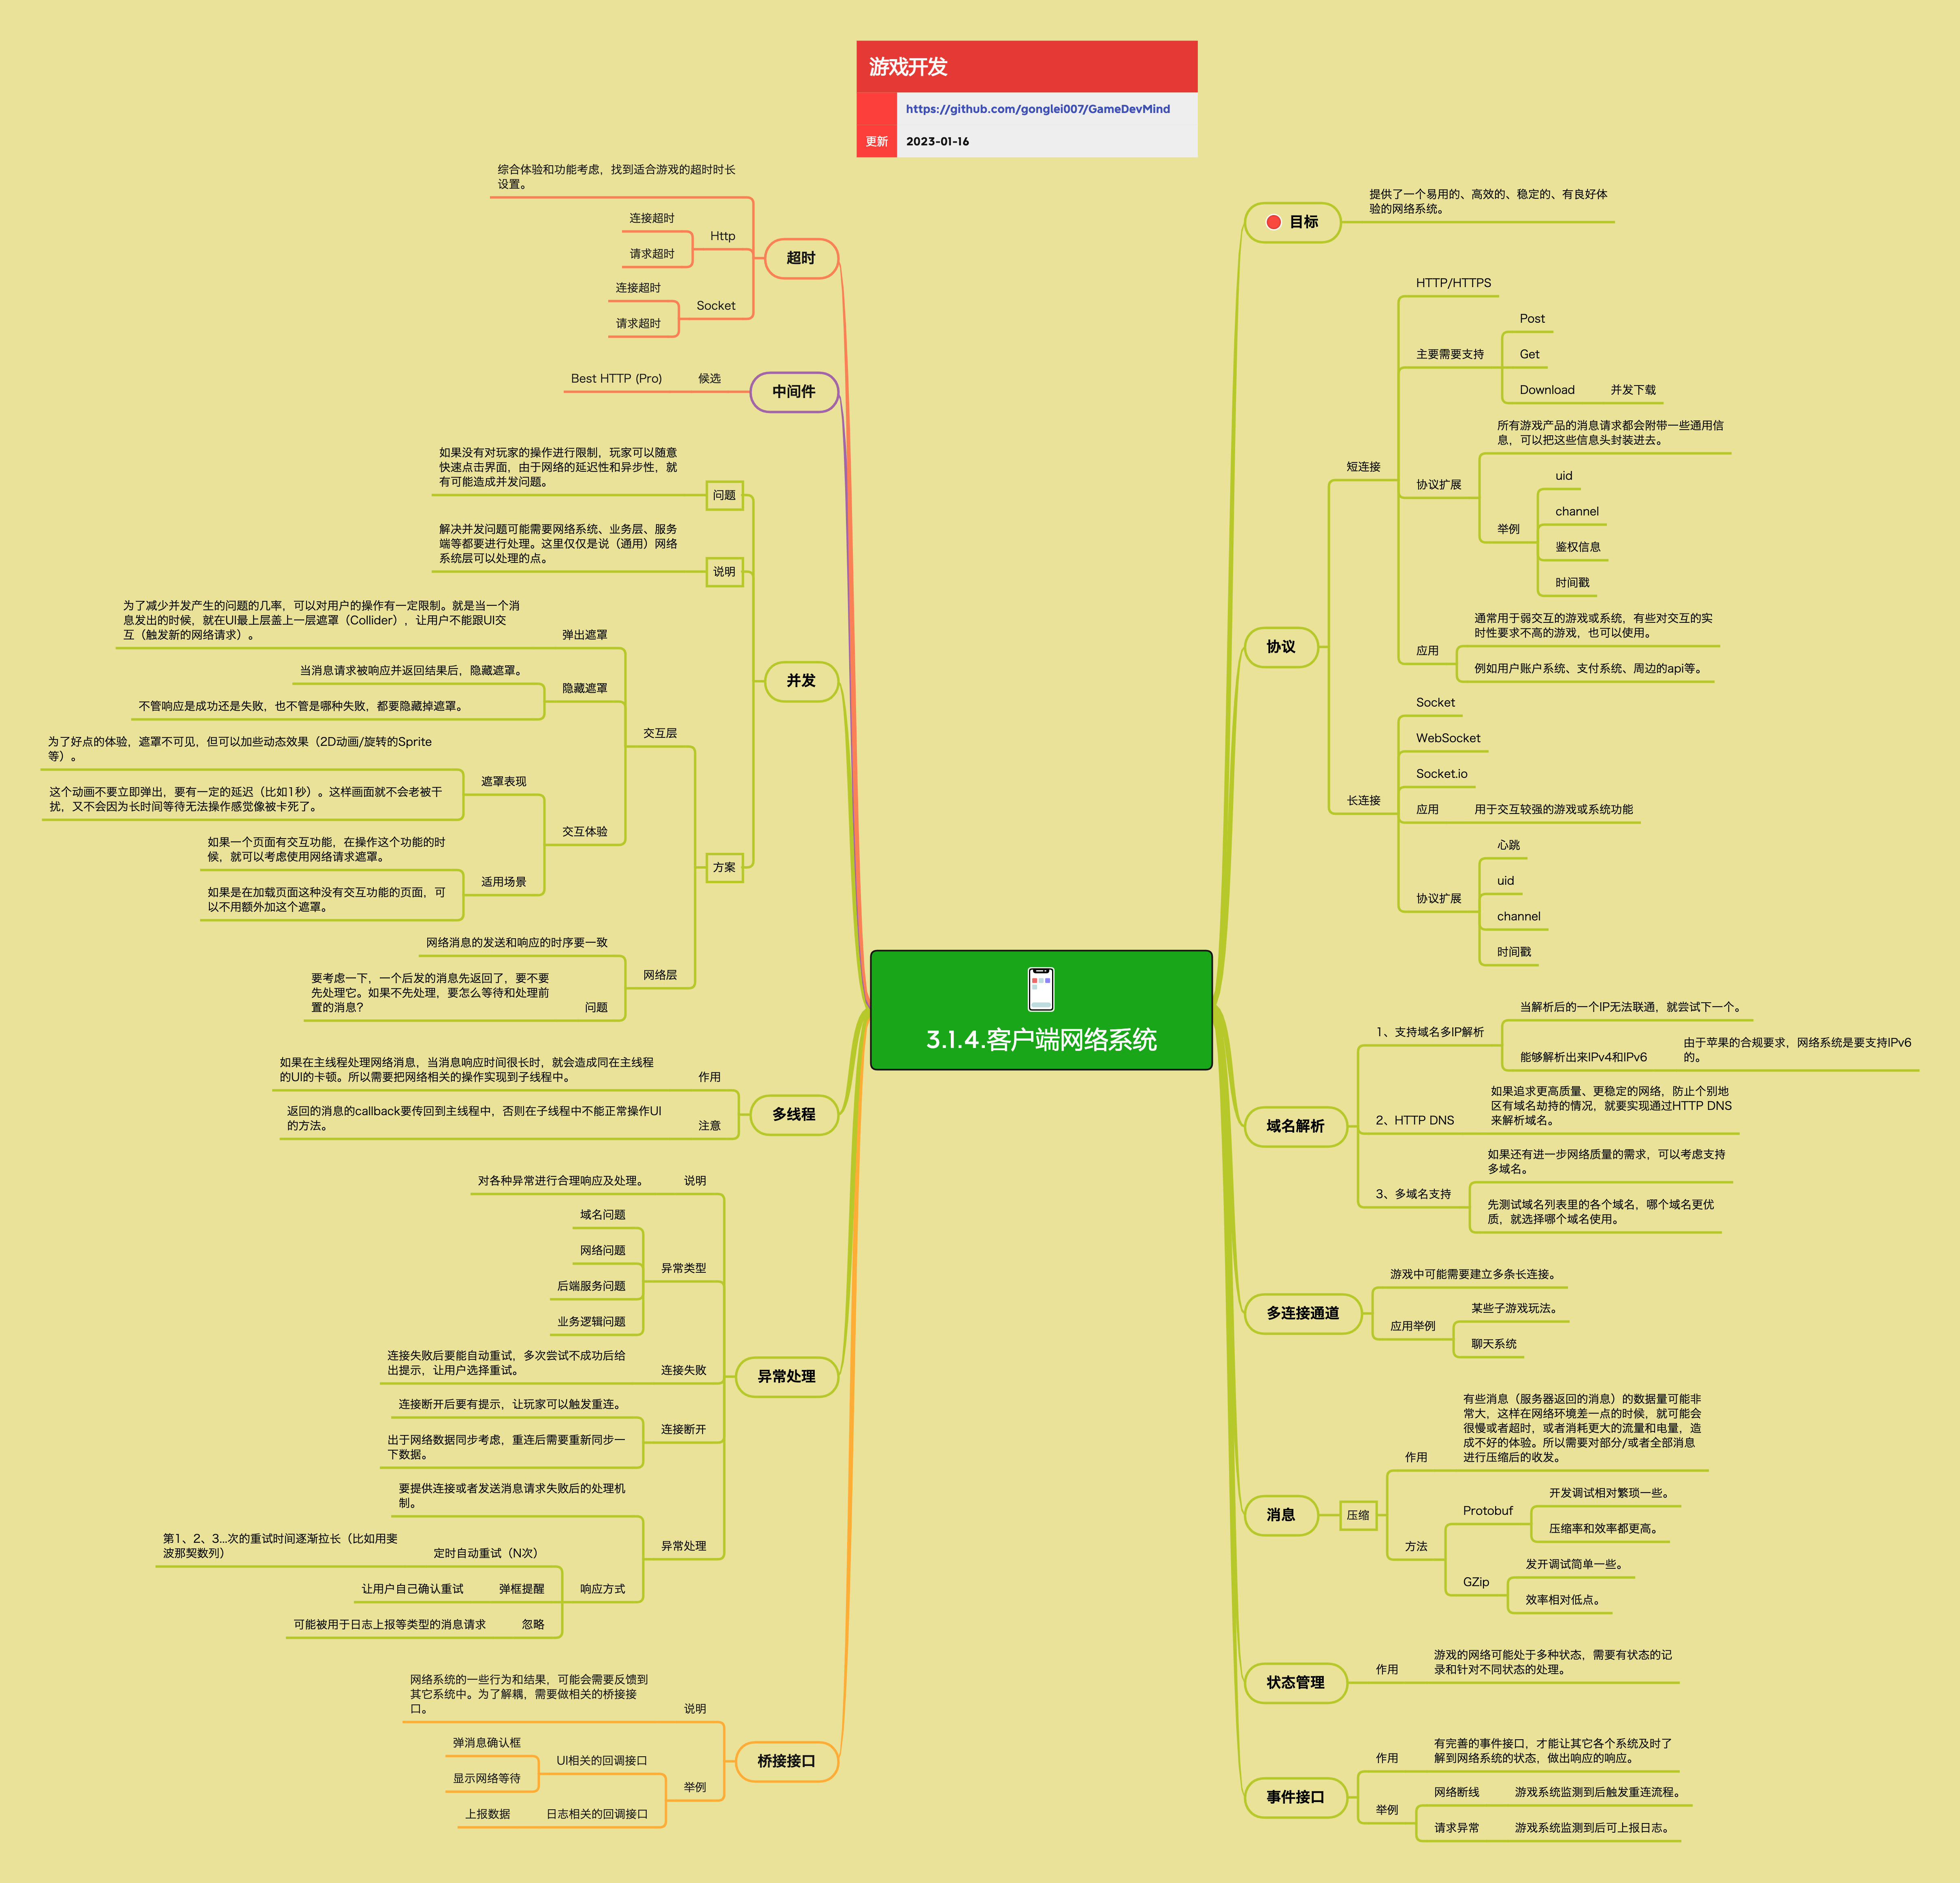 游戏开发
https://github.com/gonglei007/GameDevMind
更新
2023-01-16
3.1.4.客户端网络系统
目标
提供了一个易用的、高效的、稳定的、有良好体
验的网络系统。
协议
短连接
HTTP/HTTPS
主要需要支持
Post
Get
Download
并发下载
协议扩展
所有游戏产品的消息请求都会附带一些通用信
息，可以把这些信息头封装进去。
举例
uid
channel
鉴权信息
时间戳
应用
通常用于弱交互的游戏或系统，有些对交互的实
时性要求不高的游戏，也可以使用。
例如用户账户系统、支付系统、周边的api等。
长连接
Socket
WebSocket
Socket.io
应用
用于交互较强的游戏或系统功能
协议扩展
心跳
uid
channel
时间戳
域名解析
1、支持域名多IP解析
当解析后的一个IP无法联通，就尝试下一个。
能够解析出来IPv4和IPv6
由于苹果的合规要求，网络系统是要支持IPv6
的。
2、HTTP DNS
如果追求更高质量、更稳定的网络，防止个别地
区有域名劫持的情况，就要实现通过HTTP DNS
来解析域名。
3、多域名支持
如果还有进一步网络质量的需求，可以考虑支持
多域名。
先测试域名列表里的各个域名，哪个域名更优
质，就选择哪个域名使用。
多连接通道
游戏中可能需要建立多条长连接。
应用举例
某些子游戏玩法。
聊天系统
消息
压缩
作用
有些消息（服务器返回的消息）的数据量可能非
常大，这样在网络环境差一点的时候，就可能会
很慢或者超时，或者消耗更大的流量和电量，造
成不好的体验。所以需要对部分/或者全部消息
进行压缩后的收发。
方法
Protobuf
开发调试相对繁琐一些。
压缩率和效率都更高。
GZip
发开调试简单一些。
效率相对低点。
状态管理
作用
游戏的网络可能处于多种状态，需要有状态的记
录和针对不同状态的处理。
事件接口
作用
有完善的事件接口，才能让其它各个系统及时了
解到网络系统的状态，做出响应的响应。
举例
网络断线
游戏系统监测到后触发重连流程。
请求异常
游戏系统监测到后可上报日志。
超时
综合体验和功能考虑，找到适合游戏的超时时长
设置。
Http
连接超时
请求超时
Socket
连接超时
请求超时
中间件
候选
Best HTTP (Pro)
并发
问题
如果没有对玩家的操作进行限制，玩家可以随意
快速点击界面，由于网络的延迟性和异步性，就
有可能造成并发问题。
说明
解决并发问题可能需要网络系统、业务层、服务
端等都要进行处理。这里仅仅是说（通用）网络
系统层可以处理的点。
方案
交互层
弹出遮罩
为了减少并发产生的问题的几率，可以对用户的操作有一定限制。就是当一个消
息发出的时候，就在UI最上层盖上一层遮罩（Collider），让用户不能跟UI交
互（触发新的网络请求）。
隐藏遮罩
当消息请求被响应并返回结果后，隐藏遮罩。
不管响应是成功还是失败，也不管是哪种失败，都要隐藏掉遮罩。
交互体验
遮罩表现
为了好点的体验，遮罩不可见，但可以加些动态效果（2D动画/旋转的Sprite
等）。
这个动画不要立即弹出，要有一定的延迟（比如1秒）。这样画面就不会老被干
扰，又不会因为长时间等待无法操作感觉像被卡死了。
适用场景
如果一个页面有交互功能，在操作这个功能的时
候，就可以考虑使用网络请求遮罩。
如果是在加载页面这种没有交互功能的页面，可
以不用额外加这个遮罩。
网络层
网络消息的发送和响应的时序要一致
问题
要考虑一下，一个后发的消息先返回了，要不要
先处理它。如果不先处理，要怎么等待和处理前
置的消息？
多线程
作用
如果在主线程处理网络消息，当消息响应时间很长时，就会造成同在主线程
的UI的卡顿。所以需要把网络相关的操作实现到子线程中。
注意
返回的消息的callback要传回到主线程中，否则在子线程中不能正常操作UI
的方法。
异常处理
说明
对各种异常进行合理响应及处理。
异常类型
域名问题
网络问题
后端服务问题
业务逻辑问题
连接失败
连接失败后要能自动重试，多次尝试不成功后给
出提示，让用户选择重试。
连接断开
连接断开后要有提示，让玩家可以触发重连。
出于网络数据同步考虑，重连后需要重新同步一
下数据。
异常处理
要提供连接或者发送消息请求失败后的处理机
制。
响应方式
定时自动重试（N次）
第1、2、3...次的重试时间逐渐拉长（比如用斐
波那契数列）
弹框提醒
让用户自己确认重试
忽略
可能被用于日志上报等类型的消息请求
桥接接口
说明
网络系统的一些行为和结果，可能会需要反馈到
其它系统中。为了解耦，需要做相关的桥接接
口。
举例
UI相关的回调接口
弹消息确认框
显示网络等待
日志相关的回调接口
上报数据